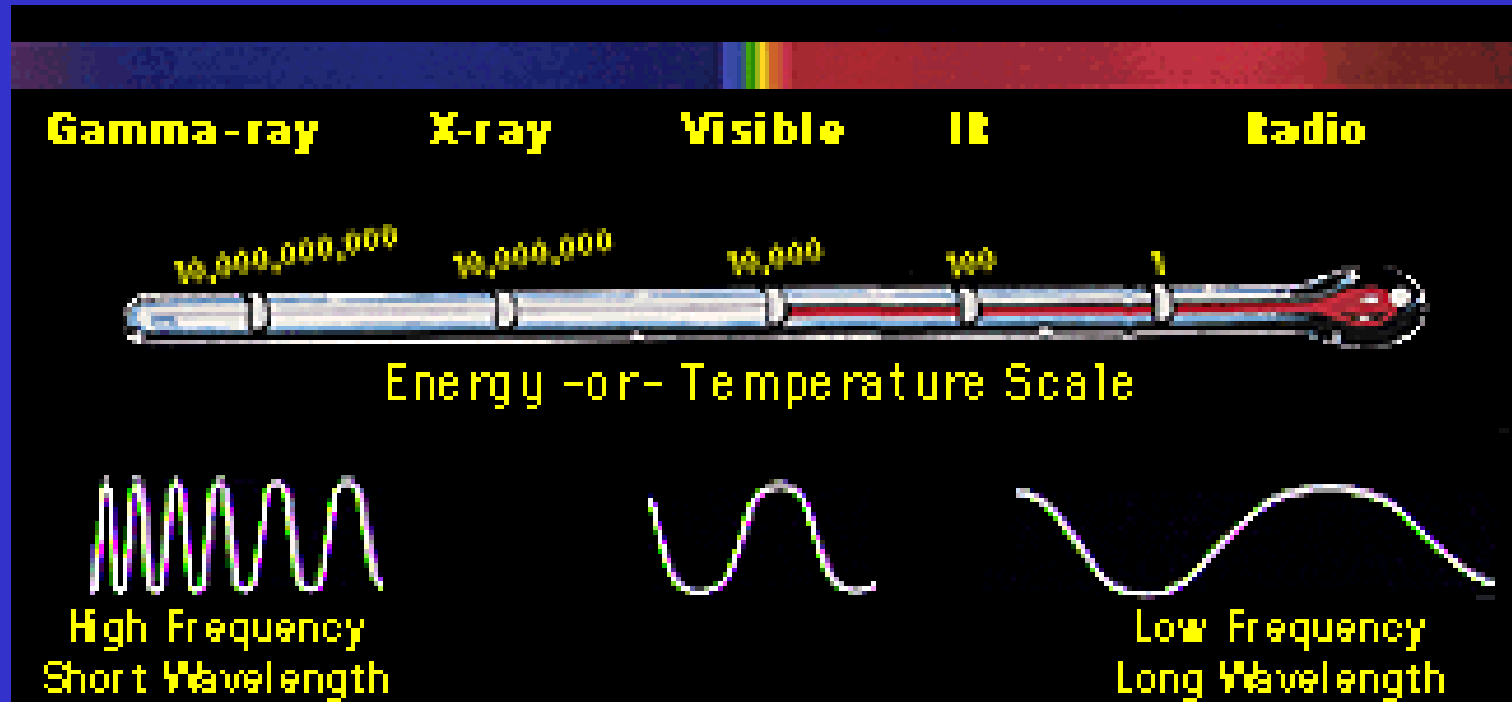 Gamma-ray X-ray Visible IR Radio
10,000,000,000 10,000,000 10,000 100 1
Energy -or- Temperature Scale
High Frequency Low Frequency
Short Wavelength Long Wavelength